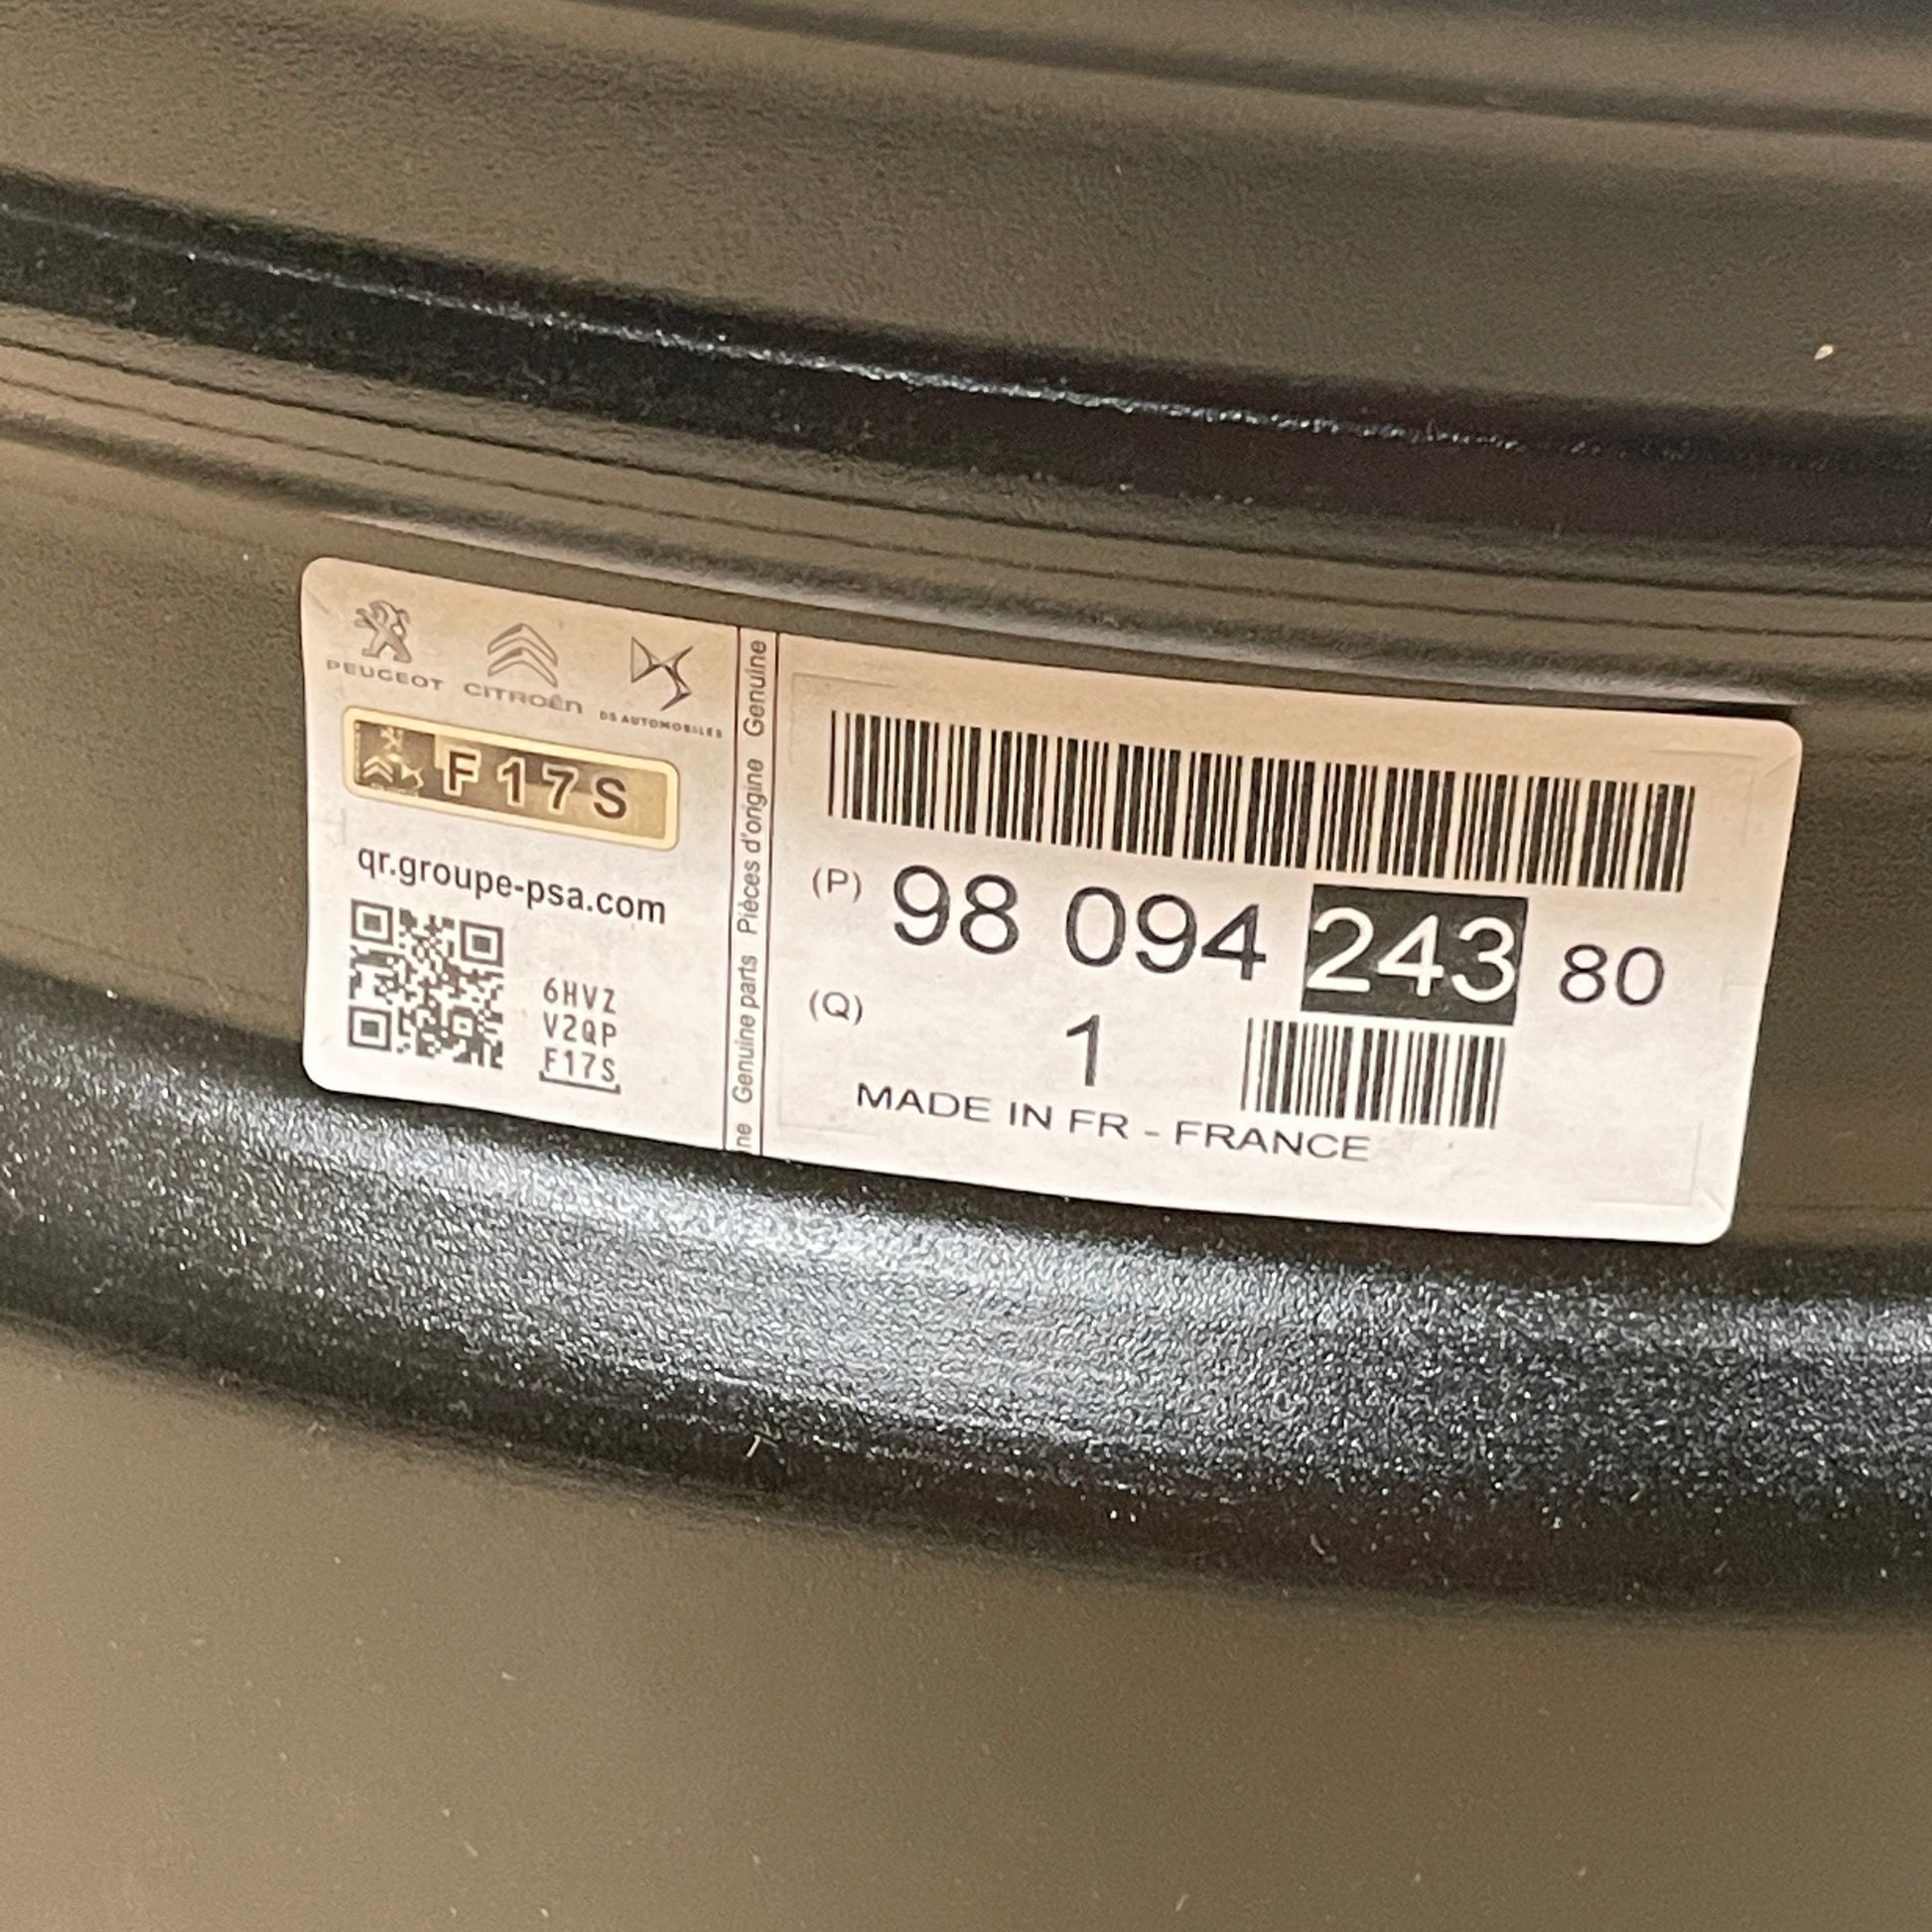 PEUGEOT CITROËN DS AUTOMOBILES
F17S
qr.groupe-psa.com
6HVZ
V2QP
F17S
ne Genuine parts Pièces d'origine Genuine
(P) 98 094 243 80
(Q) 1
MADE IN FR - FRANCE